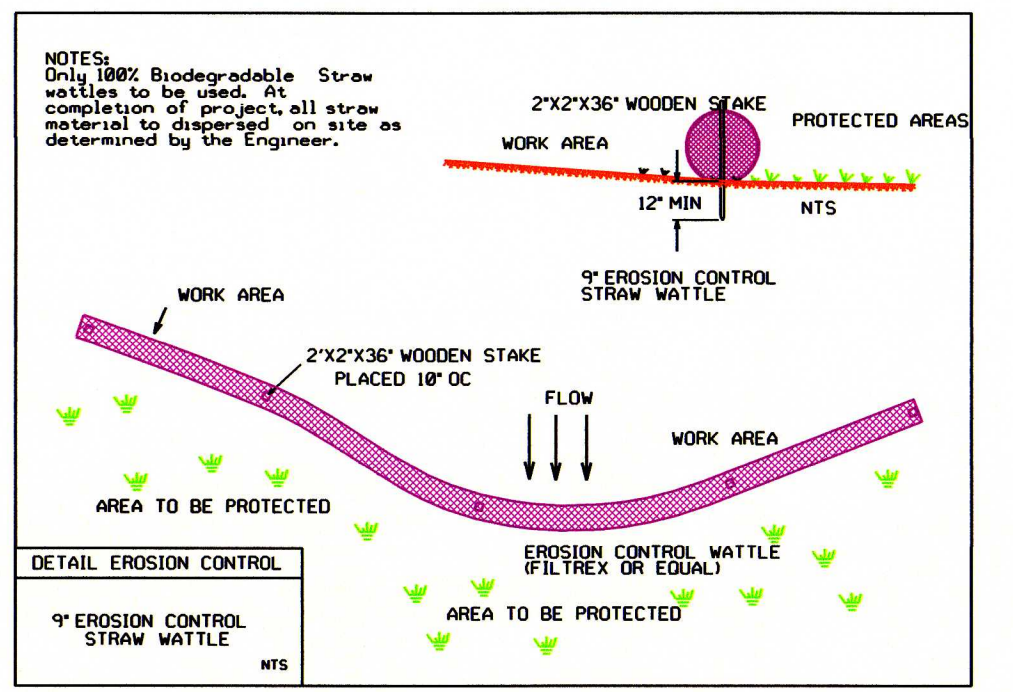 NOTES:
Only 100% Biodegradable Straw
wattles to be used. At
completion of project, all straw
material to dispersed on site as
determined by the Engineer.
2"X2"X36" WOODEN STAKE
PROTECTED AREAS
WORK AREA
12" MIN
NTS
9" EROSION CONTROL
STRAW WATTLE
WORK AREA
2'X2"X36" WOODEN STAKE
PLACED 10" OC
FLOW
WORK AREA
AREA TO BE PROTECTED
EROSION CONTROL WATTLE
(FILTREX OR EQUAL)
AREA TO BE PROTECTED
DETAIL EROSION CONTROL
9" EROSION CONTROL
STRAW WATTLE
NTS